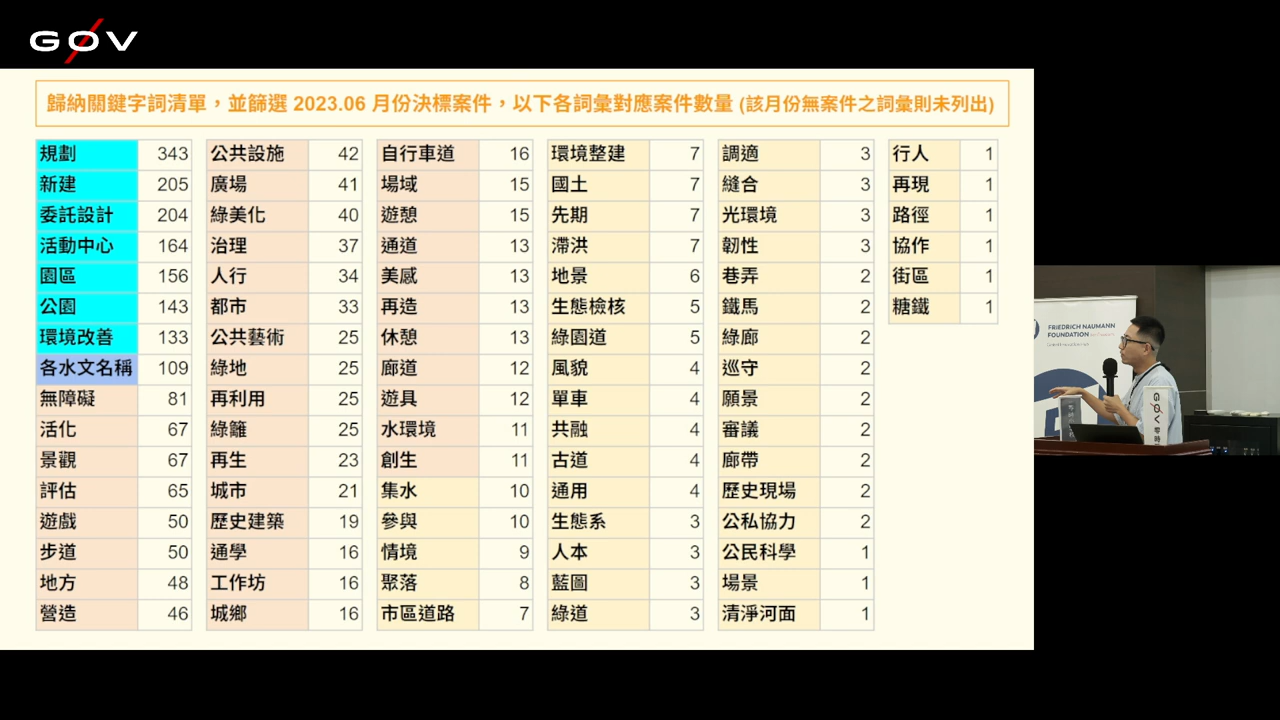 GØV
歸納關鍵字詞清單，並篩選 2023.06 月份決標案件，以下各詞彙對應案件數量 (該月份無案件之詞彙則未列出)
規劃 343
新建 205
委託設計 204
活動中心 164
園區 156
公園 143
環境改善 133
各水文名稱 109
無障礙 81
活化 67
景觀 67
評估 65
遊戲 50
步道 50
地方 48
營造 46
公共設施 42
廣場 41
綠美化 40
治理 37
人行 34
都市 33
公共藝術 25
綠地 25
再利用 25
綠籬 25
再生 23
城市 21
歷史建築 19
通學 16
工作坊 16
城鄉 16
自行車道 16
場域 15
遊憩 15
通道 13
美感 13
再造 13
休憩 13
廊道 12
遊具 12
水環境 11
創生 11
集水 10
參與 10
情境 9
聚落 8
市區道路 7
環境整建 7
國土 7
先期 7
滯洪 7
地景 6
生態檢核 5
綠園道 5
風貌 4
單車 4
共融 4
古道 4
通用 4
生態系 3
人本 3
藍圖 3
綠道 3
調適 3
縫合 3
光環境 3
韌性 3
巷弄 2
鐵馬 2
綠廊 2
巡守 2
願景 2
審議 2
廊帶 2
歷史現場 2
公私協力 2
公民科學 1
場景 1
清淨河面 1
行人 1
再現 1
路徑 1
協作 1
街區 1
糖鐵 1
FRIEDRICH NAUMANN
FOUNDATION
GØV